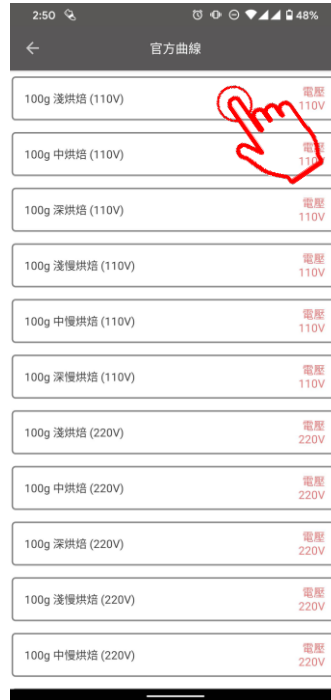 2:50 48%
官方曲線
100g 淺烘焙 (110V) 電壓
110V
100g 中烘焙 (110V) 電壓
110
100g 深烘焙 (110V) 電壓
110V
100g 淺慢烘焙 (110V) 電壓
110V
100g 中慢烘焙 (110V) 電壓
110V
100g 深慢烘焙 (110V) 電壓
110V
100g 淺烘焙 (220V) 電壓
220V
100g 中烘焙 (220V) 電壓
220V
100g 深烘焙 (220V) 電壓
220V
100g 淺慢烘焙 (220V) 電壓
220V
100g 中慢烘焙 (220V) 電壓
220V